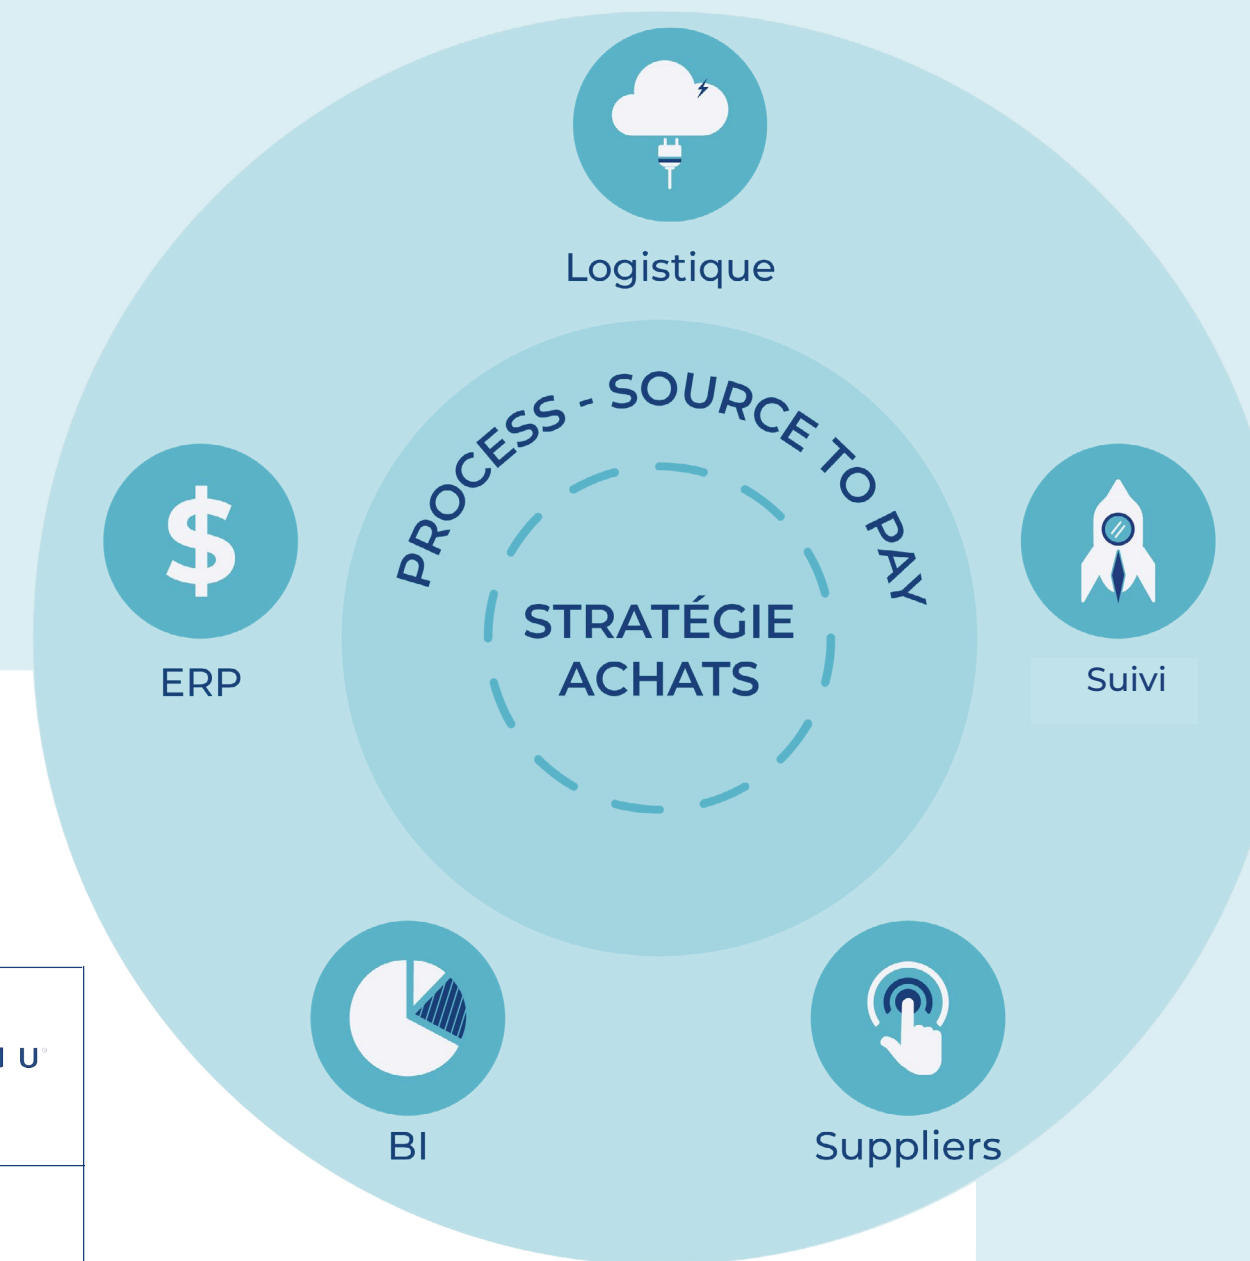 Logistique
PROCESS - SOURCE TO PAY
STRATÉGIE
ACHATS
ERP
Suivi
U
BI
Suppliers